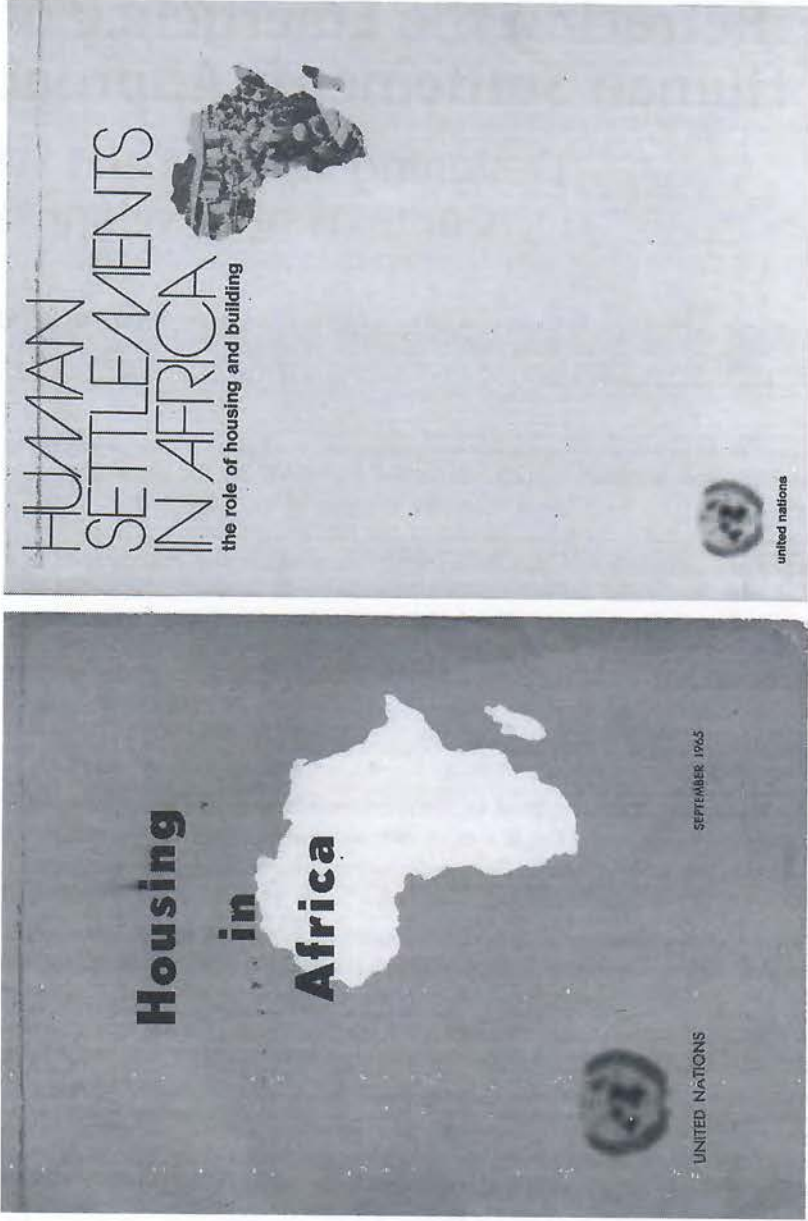 Housing
in
Africa
UNITED NATIONS
SEPTEMBER 1965
HUMAN
SETTLEMENTS
IN AFRICA
the role of housing and building
united nations